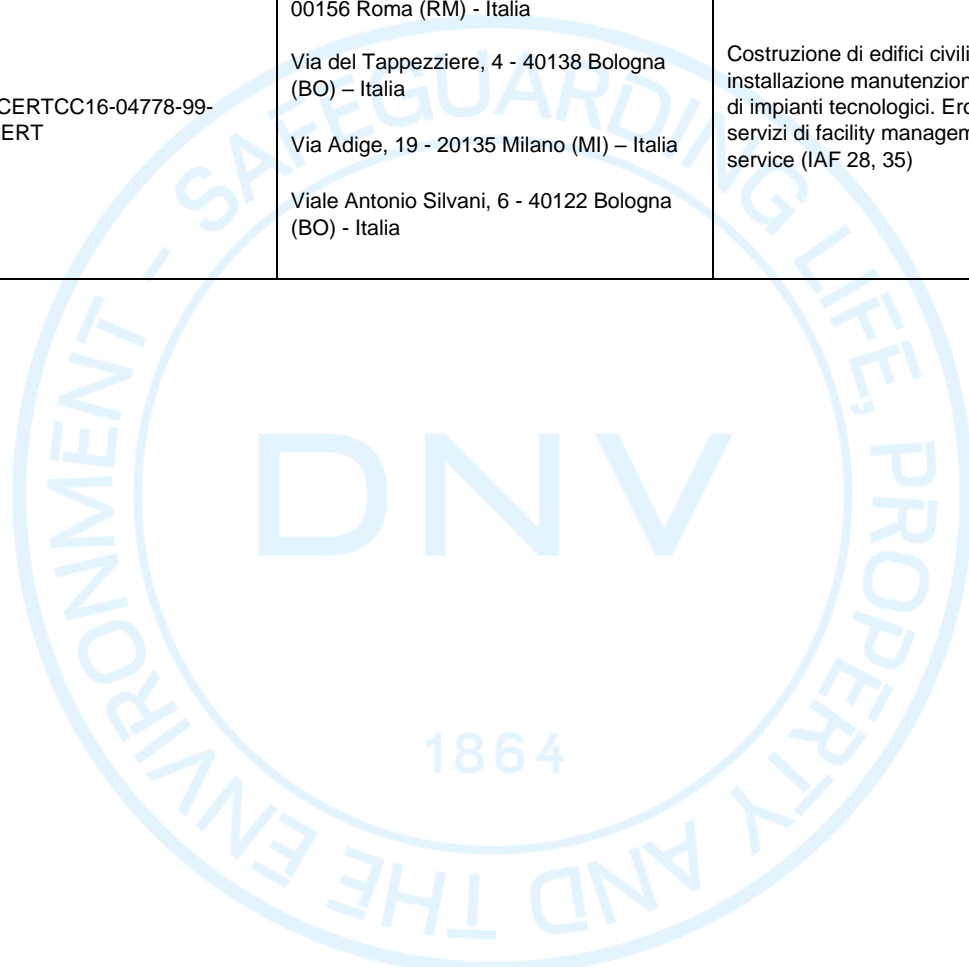 CERTCC16-04778-99-
ERT
00156 Roma (RM) - Italia
Via del Tappezziere, 4 - 40138 Bologna
(BO) – Italia
Via Adige, 19 - 20135 Milano (MI) – Italia
Viale Antonio Silvani, 6 - 40122 Bologna
(BO) - Italia
Costruzione di edifici civili
installazione manutenzion
di impianti tecnologici. Ero
servizi di facility managem
service (IAF 28, 35)
SAFEGUARDING LIFE, PROPERTY AND THE ENVIRONMENT -
DNV
1864